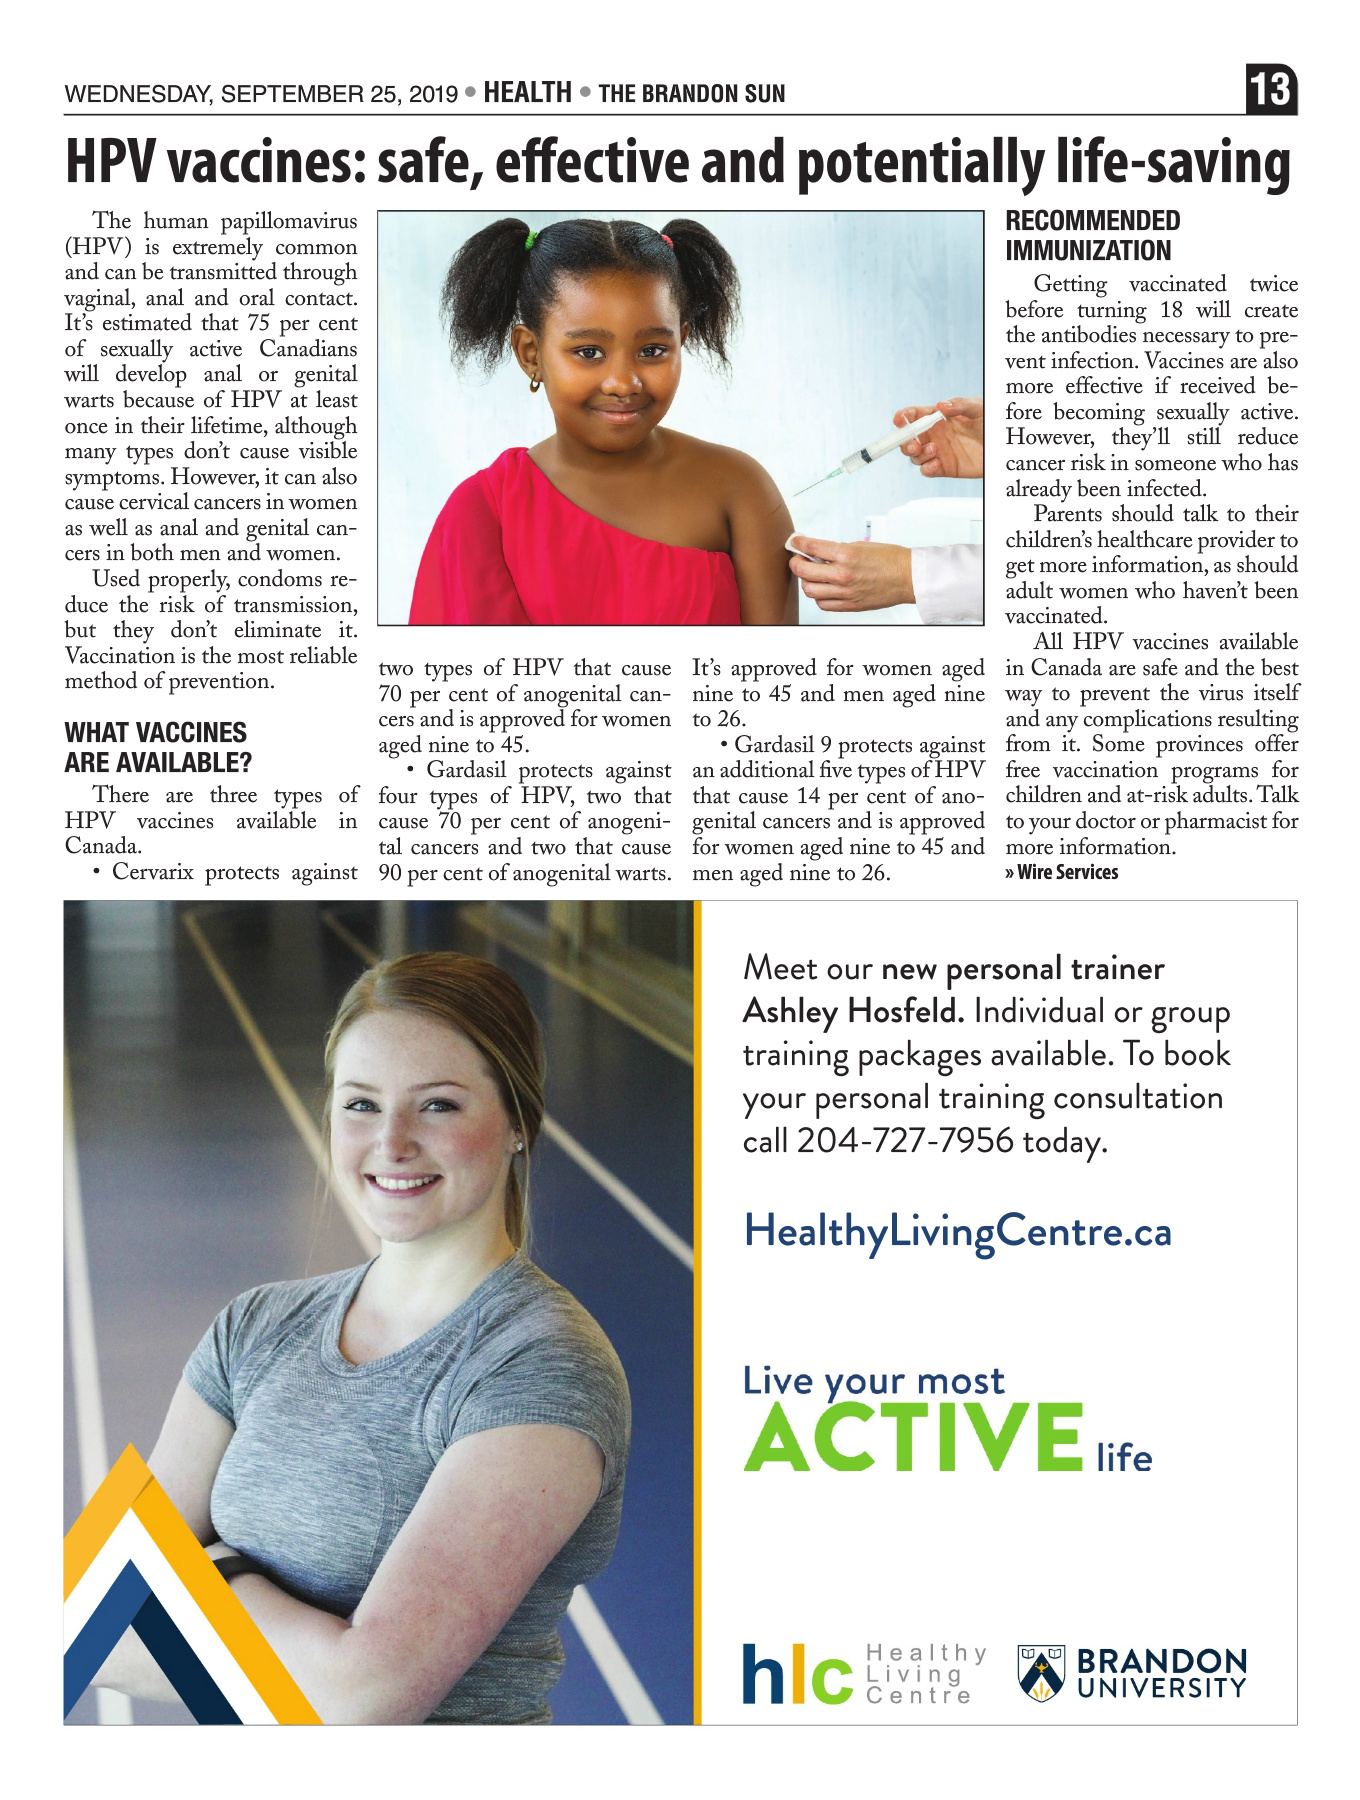 WEDNESDAY, SEPTEMBER 25, 2019 • HEALTH • THE BRANDON SUN
13
HPV vaccines: safe, effective and potentially life-saving
The human papillomavirus
(HPV) is extremely common
and can be transmitted through
vaginal, anal and oral contact.
It's estimated that 75 per cent
of sexually active Canadians
will develop anal or genital
warts because of HPV at least
once in their lifetime, although
many types don't cause visible
symptoms. However, it can also
cause cervical cancers in women
as well as anal and genital can-
cers in both men and women.
Used properly, condoms re-
duce the risk of transmission,
but they don't eliminate it.
Vaccination is the most reliable
method of prevention.
WHAT VACCINES
ARE AVAILABLE?
There are three types of
HPV vaccines available in
Canada.
• Cervarix protects against
two types of HPV that cause
70 per cent of anogenital can-
cers and is approved for women
aged nine to 45.
• Gardasil protects against
four types of HPV, two that
cause 70 per cent of anogeni-
tal cancers and two that cause
90 per cent of anogenital warts.
It's approved for women aged
nine to 45 and men aged nine
to 26.
• Gardasil 9 protects against
an additional five types of HPV
that cause 14 per cent of ano-
genital cancers and is approved
for women aged nine to 45 and
men aged nine to 26.
RECOMMENDED
IMMUNIZATION
Getting vaccinated twice
before turning 18 will create
the antibodies necessary to pre-
vent infection. Vaccines are also
more effective if received be-
fore becoming sexually active.
However, they'll still reduce
cancer risk in someone who has
already been infected.
Parents should talk to their
children's healthcare provider to
get more information, as should
adult women who haven't been
vaccinated.
All HPV vaccines available
in Canada are safe and the best
way to prevent the virus itself
and any complications resulting
from it. Some provinces offer
free vaccination programs for
children and at-risk adults. Talk
to your doctor or pharmacist for
more information.
» Wire Services
Meet our new personal trainer
Ashley Hosfeld. Individual or group
training packages available. To book
your personal training consultation
call 204-727-7956 today.
HealthyLivingCentre.ca
Live your most
ACTIVE life
hlc Healthy
Living
Centre
BRANDON
UNIVERSITY